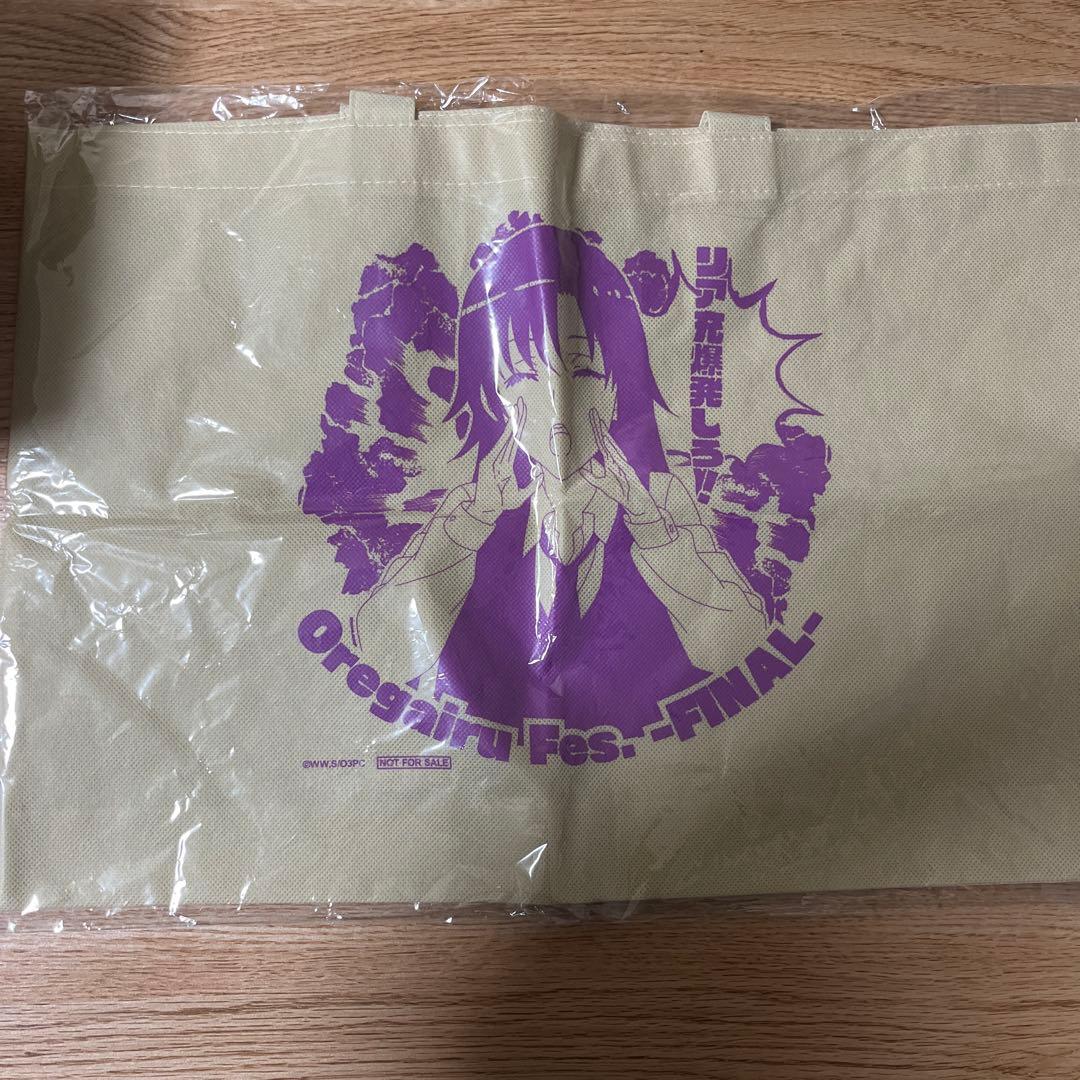 リア充爆発しろ!
Oregairu Fes. -FINAL-
©WW,S/O3PC NOT FOR SALE